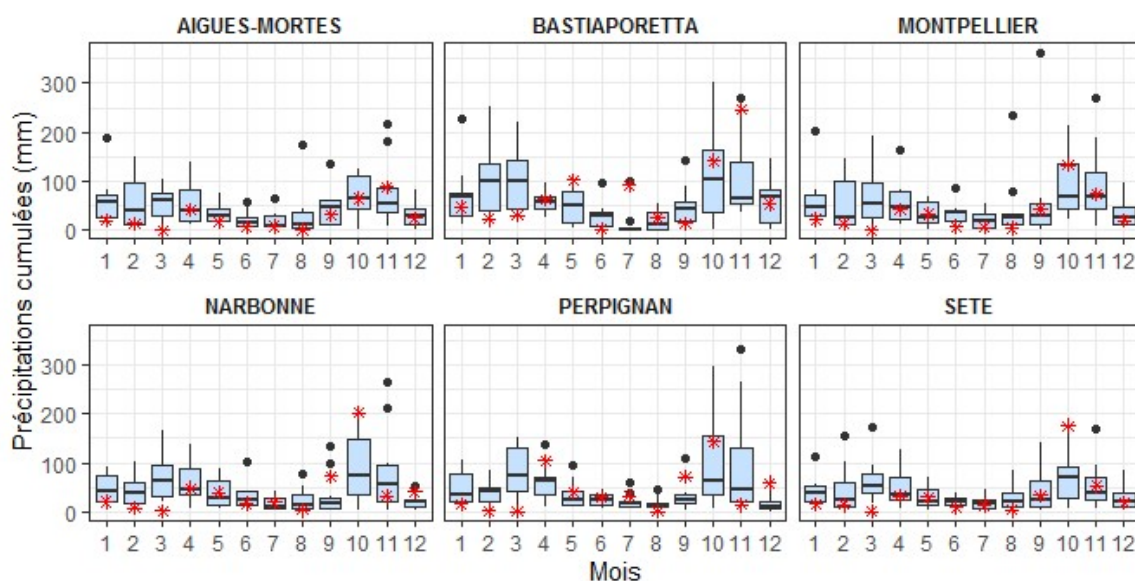 AIGUES-MORTES BASTIAPORETTA MONTPELLIER
300
200
100
0
1 2 3 4 5 6 7 8 9 10 11 12 1 2 3 4 5 6 7 8 9 10 11 12 1 2 3 4 5 6 7 8 9 10 11 12
Précipitations cumulées (mm)
NARBONNE PERPIGNAN SETE
300
200
100
0
1 2 3 4 5 6 7 8 9 10 11 12 1 2 3 4 5 6 7 8 9 10 11 12 1 2 3 4 5 6 7 8 9 10 11 12
Mois